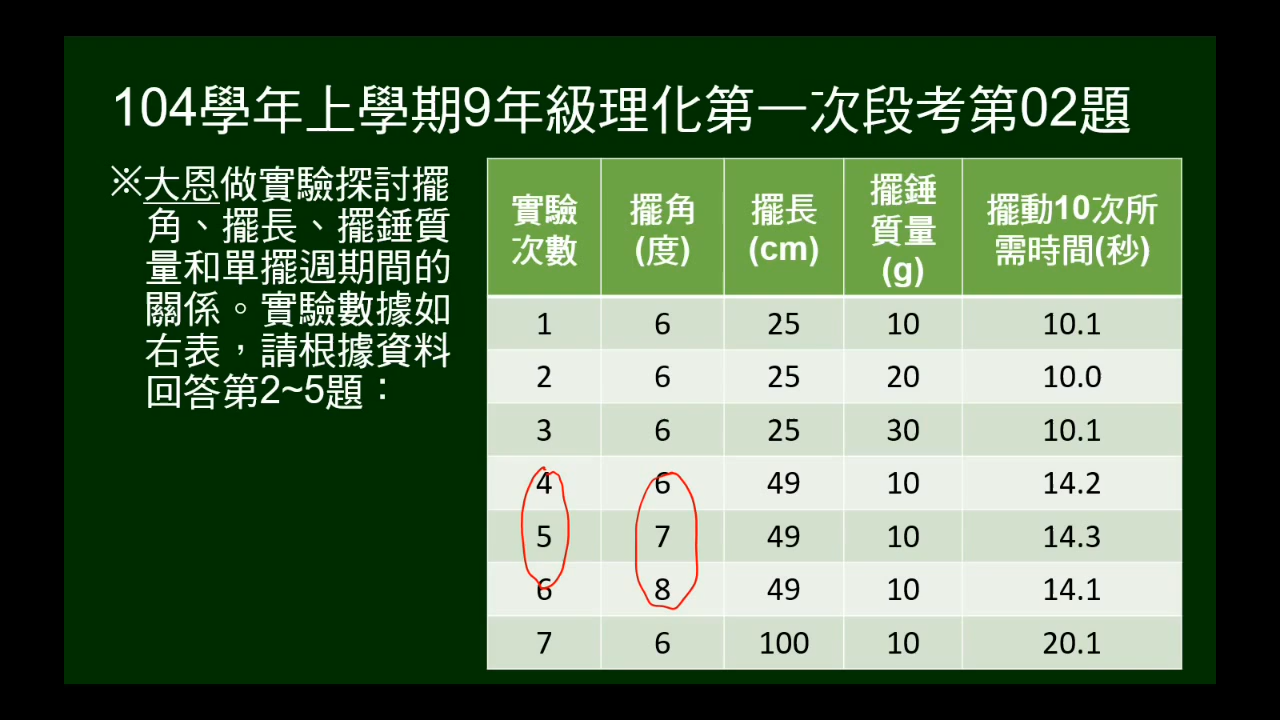 104學年上學期9年級理化第一次段考第02題
※大恩做實驗探討擺
角、擺長、擺錘質
量和單擺週期間的
關係。實驗數據如
右表，請根據資料
回答第2~5題：
實驗次數 擺角(度) 擺長(cm) 擺錘質量(g) 擺動10次所需時間(秒)
1 6 25 10 10.1
2 6 25 20 10.0
3 6 25 30 10.1
4 6 49 10 14.2
5 7 49 10 14.3
6 8 49 10 14.1
7 6 100 10 20.1